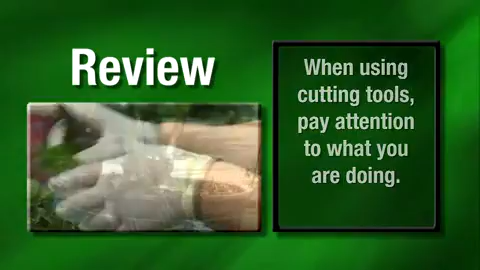 Review
When using
cutting tools,
pay attention
to what you
are doing.